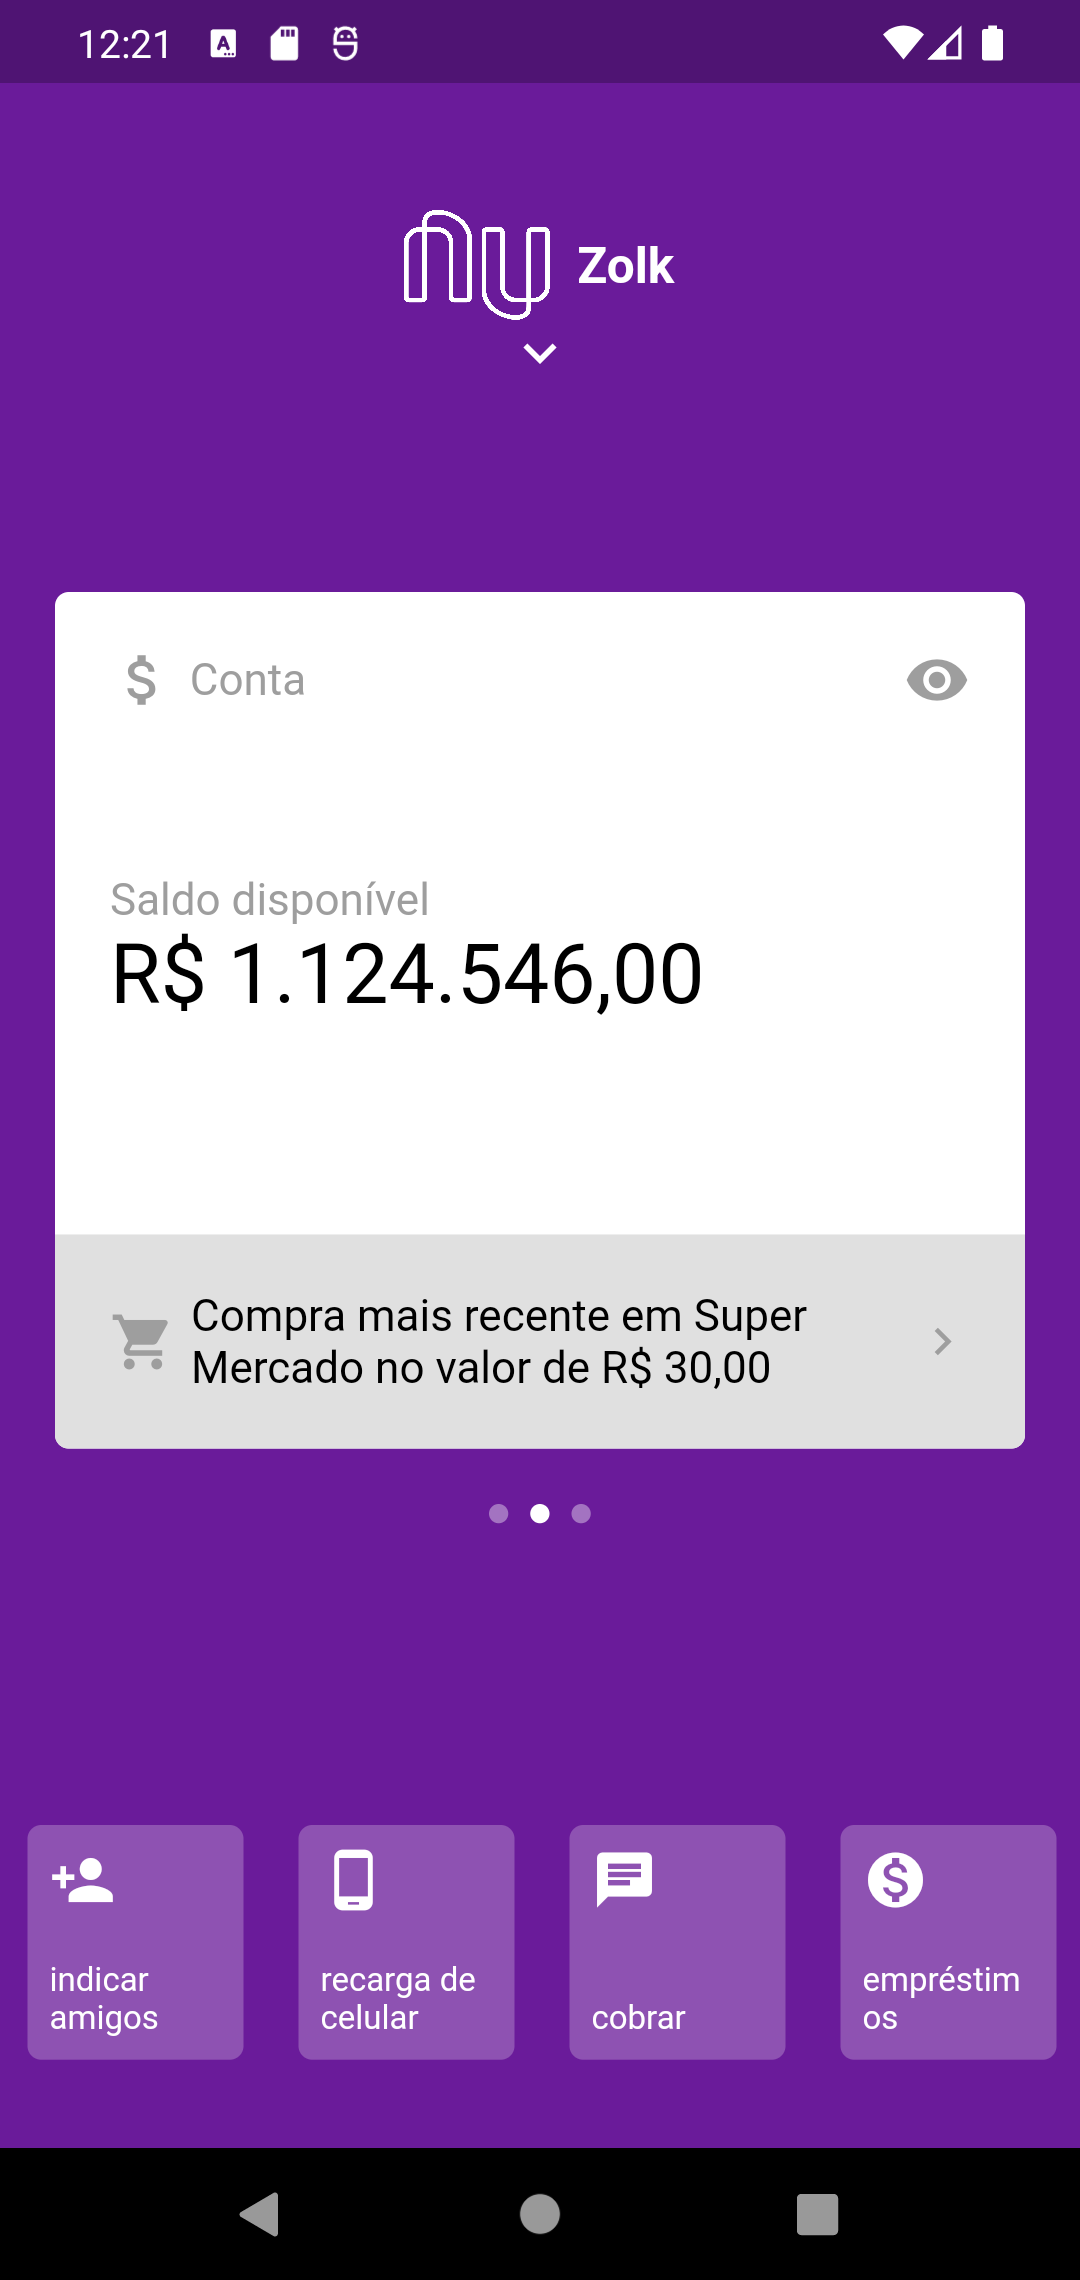 12:21
nu Zolk
Conta
Saldo disponível
R$ 1.124.546,00
Compra mais recente em Super
Mercado no valor de R$ 30,00
indicar
amigos
recarga de
celular
cobrar
empréstim
os